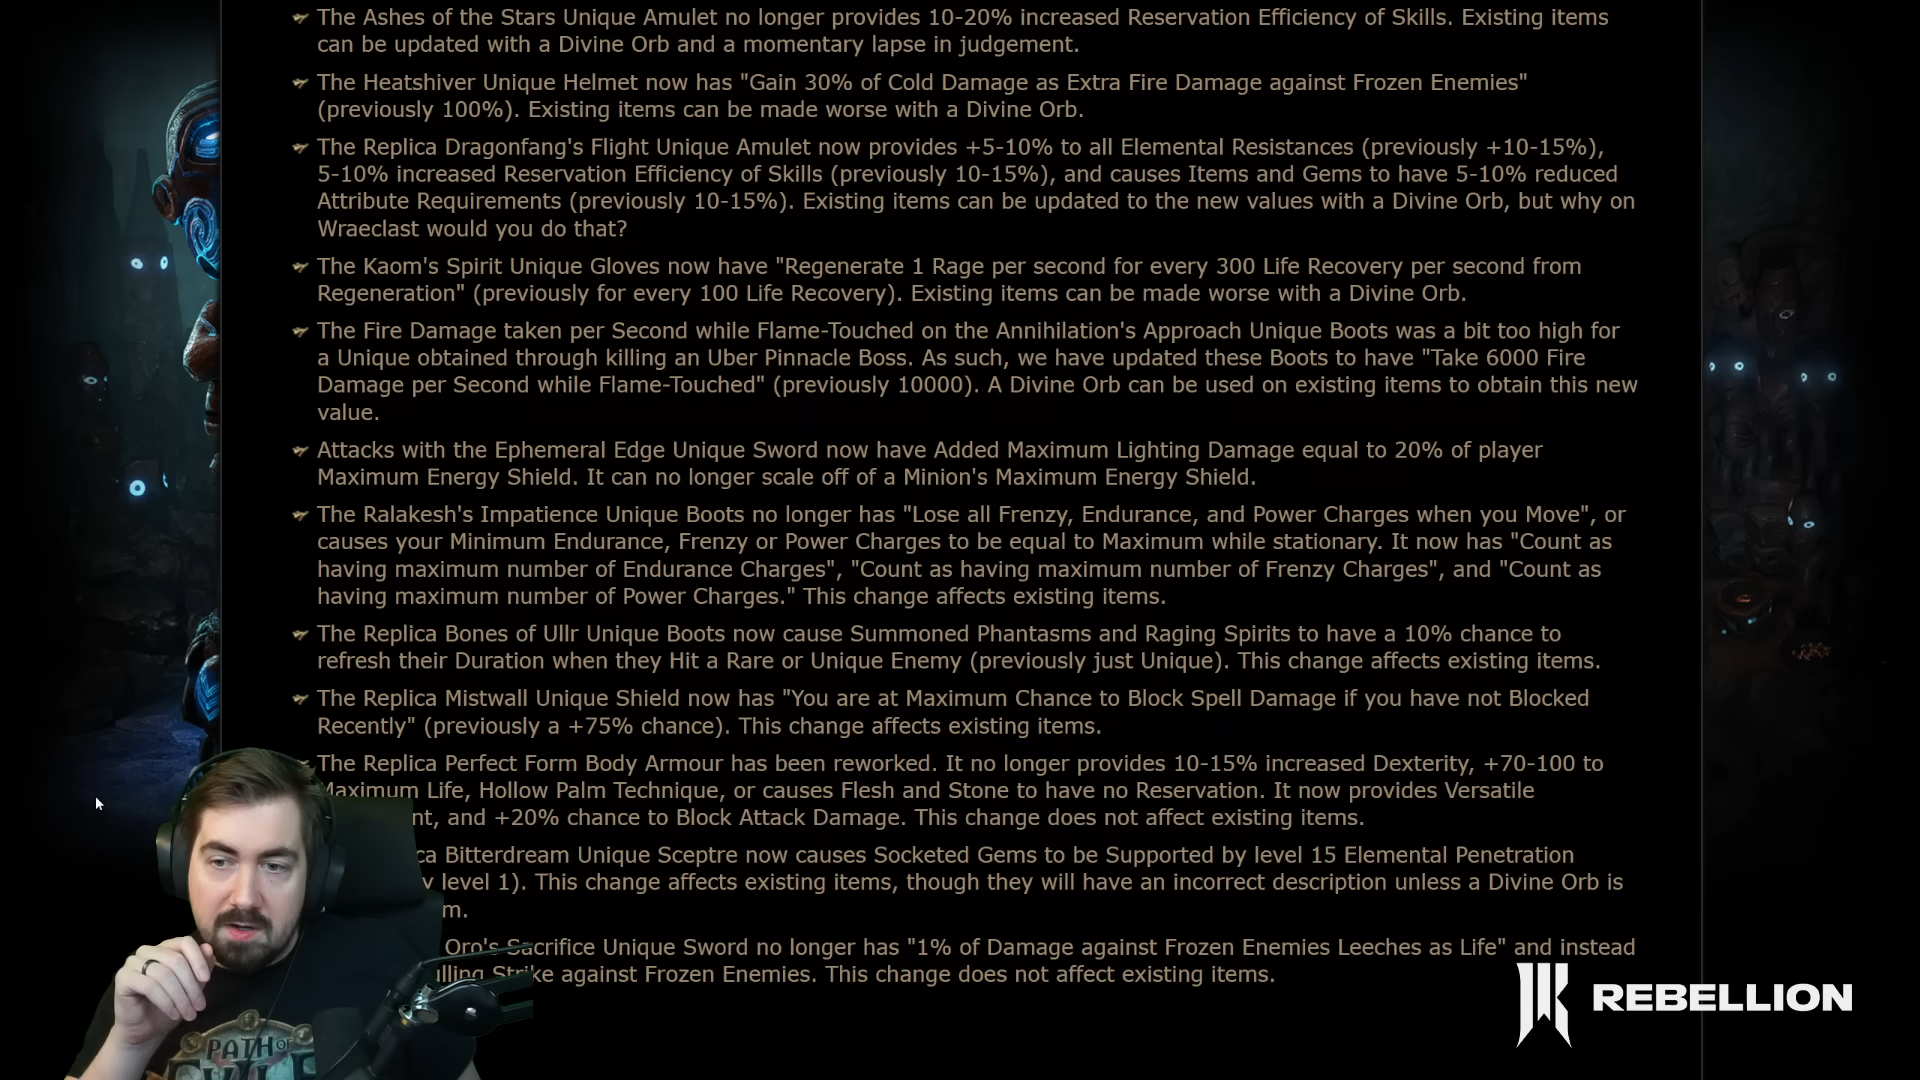 The Ashes of the Stars Unique Amulet no longer provides 10-20% increased Reservation Efficiency of Skills. Existing items
can be updated with a Divine Orb and a momentary lapse in judgement.
The Heatshiver Unique Helmet now has "Gain 30% of Cold Damage as Extra Fire Damage against Frozen Enemies"
(previously 100%). Existing items can be made worse with a Divine Orb.
The Replica Dragonfang's Flight Unique Amulet now provides +5-10% to all Elemental Resistances (previously +10-15%),
5-10% increased Reservation Efficiency of Skills (previously 10-15%), and causes Items and Gems to have 5-10% reduced
Attribute Requirements (previously 10-15%). Existing items can be updated to the new values with a Divine Orb, but why on
Wraeclast would you do that?
The Kaom's Spirit Unique Gloves now have "Regenerate 1 Rage per second for every 300 Life Recovery per second from
Regeneration" (previously for every 100 Life Recovery). Existing items can be made worse with a Divine Orb.
The Fire Damage taken per Second while Flame-Touched on the Annihilation's Approach Unique Boots was a bit too high for
a Unique obtained through killing an Uber Pinnacle Boss. As such, we have updated these Boots to have "Take 6000 Fire
Damage per Second while Flame-Touched" (previously 10000). A Divine Orb can be used on existing items to obtain this new
value.
Attacks with the Ephemeral Edge Unique Sword now have Added Maximum Lighting Damage equal to 20% of player
Maximum Energy Shield. It can no longer scale off of a Minion's Maximum Energy Shield.
The Ralakesh's Impatience Unique Boots no longer has "Lose all Frenzy, Endurance, and Power Charges when you Move", or
causes your Minimum Endurance, Frenzy or Power Charges to be equal to Maximum while stationary. It now has "Count as
having maximum number of Endurance Charges", "Count as having maximum number of Frenzy Charges", and "Count as
having maximum number of Power Charges." This change affects existing items.
The Replica Bones of Ullr Unique Boots now cause Summoned Phantasms and Raging Spirits to have a 10% chance to
refresh their Duration when they Hit a Rare or Unique Enemy (previously just Unique). This change affects existing items.
The Replica Mistwall Unique Shield now has "You are at Maximum Chance to Block Spell Damage if you have not Blocked
Recently" (previously a +75% chance). This change affects existing items.
The Replica Perfect Form Body Armour has been reworked. It no longer provides 10-15% increased Dexterity, +70-100 to
Maximum Life, Hollow Palm Technique, or causes Flesh and Stone to have no Reservation. It now provides Versatile
nt, and +20% chance to Block Attack Damage. This change does not affect existing items.
ca Bitterdream Unique Sceptre now causes Socketed Gems to be Supported by level 15 Elemental Penetration
level 1). This change affects existing items, though they will have an incorrect description unless a Divine Orb is
m.
Oro's Sacrifice Unique Sword no longer has "1% of Damage against Frozen Enemies Leeches as Life" and instead
lling Strike against Frozen Enemies. This change does not affect existing items.
REBELLION
PATH OF